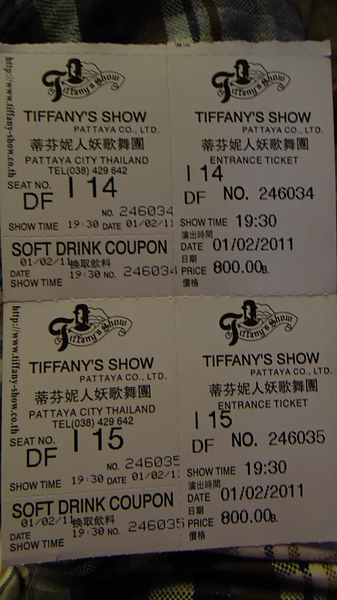 http://www.tiffany-show.co.th
Tiffany's Show
TIFFANY'S SHOW
PATTAYA CO., LTD.
蒂芬妮人妖歌舞團
PATTAYA CITY THAILAND
TEL(038) 429 642
SEAT NO. I 14
DF
NO. 246034
SHOW TIME 19:30 DATE 01/02/11
SOFT DRINK COUPON
01/02/11 換取飲料
DATE 19:30 NO. 246034
SHOW TIME
Tiffany's Show
TIFFANY'S SHOW
PATTAYA CO., LTD.
蒂芬妮人妖歌舞團
ENTRANCE TICKET
I 14
DF NO. 246034
SHOW TIME 19:30
演出時間
DATE 01/02/2011
日期
PRICE 800.00B.
價格
http://www.tiffany-show.co.th
Tiffany's Show
TIFFANY'S SHOW
PATTAYA CO., LTD.
蒂芬妮人妖歌舞團
PATTAYA CITY THAILAND
TEL(038) 429 642
SEAT NO. I 15
DF
NO. 246035
SHOW TIME 19:30 DATE 01/02/11
SOFT DRINK COUPON
01/02/11 換取飲料
DATE 19:30 NO. 246035
SHOW TIME
Tiffany's Show
TIFFANY'S SHOW
PATTAYA CO., LTD.
蒂芬妮人妖歌舞團
ENTRANCE TICKET
I 15
DF NO. 246035
SHOW TIME 19:30
演出時間
DATE 01/02/2011
日期
PRICE 800.00B.
價格